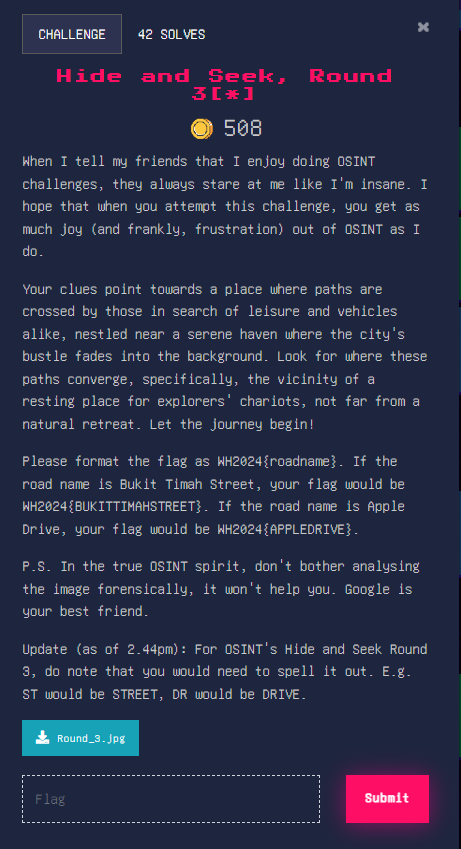 CHALLENGE
42 SOLVES
×
Hide and Seek, Round
3[*]
508
When I tell my friends that I enjoy doing OSINT
challenges, they always stare at me like I'm insane. I
hope that when you attempt this challenge, you get as
much joy (and frankly, frustration) out of OSINT as I
do.
Your clues point towards a place where paths are
crossed by those in search of leisure and vehicles
alike, nestled near a serene haven where the city's
bustle fades into the background. Look for where these
paths converge, specifically, the vicinity of a
resting place for explorers' chariots, not far from a
natural retreat. Let the journey begin!
Please format the flag as WH2024{roadname}. If the
road name is Bukit Timah Street, your flag would be
WH2024{BUKITTIMAHSTREET}. If the road name is Apple
Drive, your flag would be WH2024{APPLEDRIVE}.
P.S. In the true OSINT spirit, don't bother analysing
the image forensically, it won't help you. Google is
your best friend.
Update (as of 2.44pm): For OSINT's Hide and Seek Round
3, do note that you would need to spell it out. E.g.
ST would be STREET, DR would be DRIVE.
Round_3.jpg
Flag
Submit